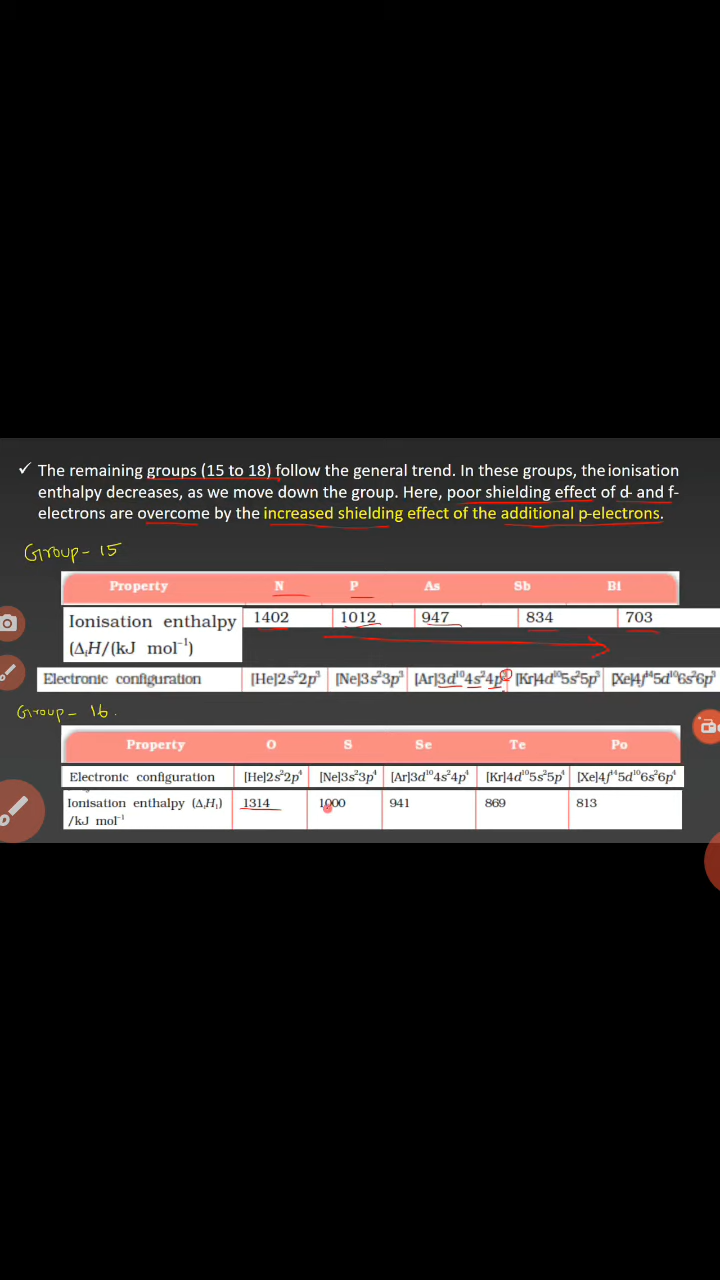 ✓ The remaining groups (15 to 18) follow the general trend. In these groups, the ionisation
enthalpy decreases, as we move down the group. Here, poor shielding effect of d- and f-
electrons are overcome by the increased shielding effect of the additional p-electrons.
Group - 15
Property N P As Sb Bi
Ionisation enthalpy 1402 1012 947 834 703
(ΔᵢH/(kJ mol⁻¹)
Electronic configuration [He]2s²2p³ [Ne]3s²3p³ [Ar]3d¹⁰4s²4p³ [Kr]4d¹⁰5s²5p³ [Xe]4f¹⁴5d¹⁰6s²6p³
Group - 16.
Property O S Se Te Po
Electronic configuration [He]2s²2p⁴ [Ne]3s²3p⁴ [Ar]3d¹⁰4s²4p⁴ [Kr]4d¹⁰5s²5p⁴ [Xe]4f¹⁴5d¹⁰6s²6p⁴
Ionisation enthalpy (ΔᵢH₁) 1314 1000 941 869 813
/kJ mol⁻¹